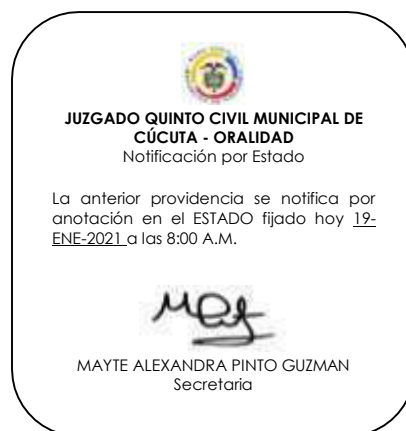 JUZGADO QUINTO CIVIL MUNICIPAL DE
CÚCUTA - ORALIDAD
Notificación por Estado
La anterior providencia se notifica por
anotación en el ESTADO fijado hoy 19-
ENE-2021 a las 8:00 A.M.
MAYTE ALEXANDRA PINTO GUZMAN
Secretaria